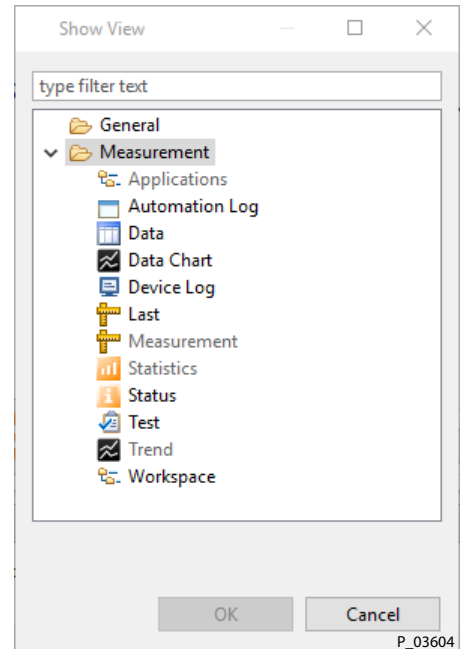 Show View
type filter text
General
Measurement
Applications
Automation Log
Data
Data Chart
Device Log
Last
Measurement
Statistics
Status
Test
Trend
Workspace
OK Cancel
P_03604